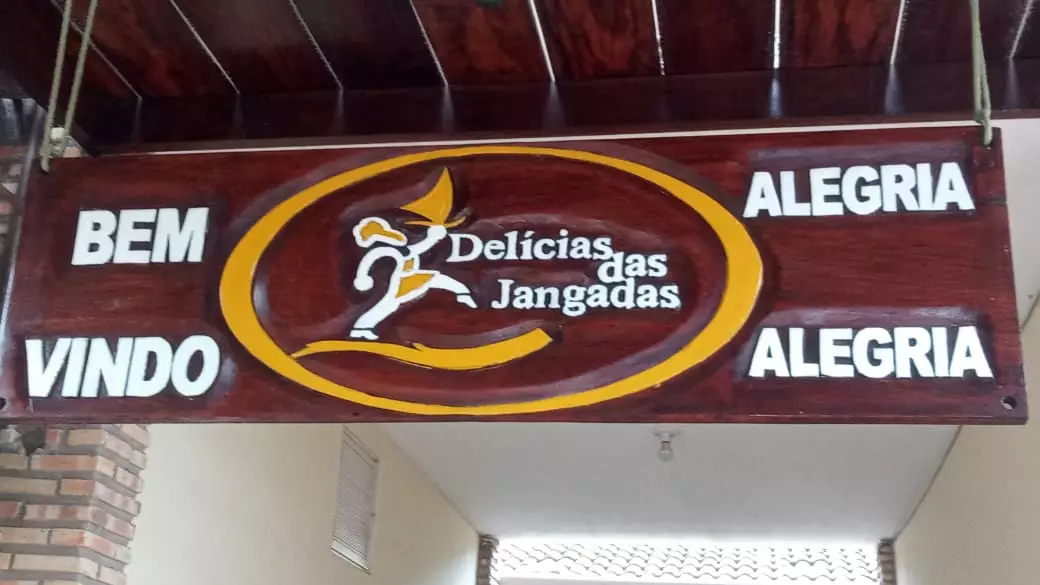 BEM
VINDO
Delícias
das
Jangadas
ALEGRIA
ALEGRIA